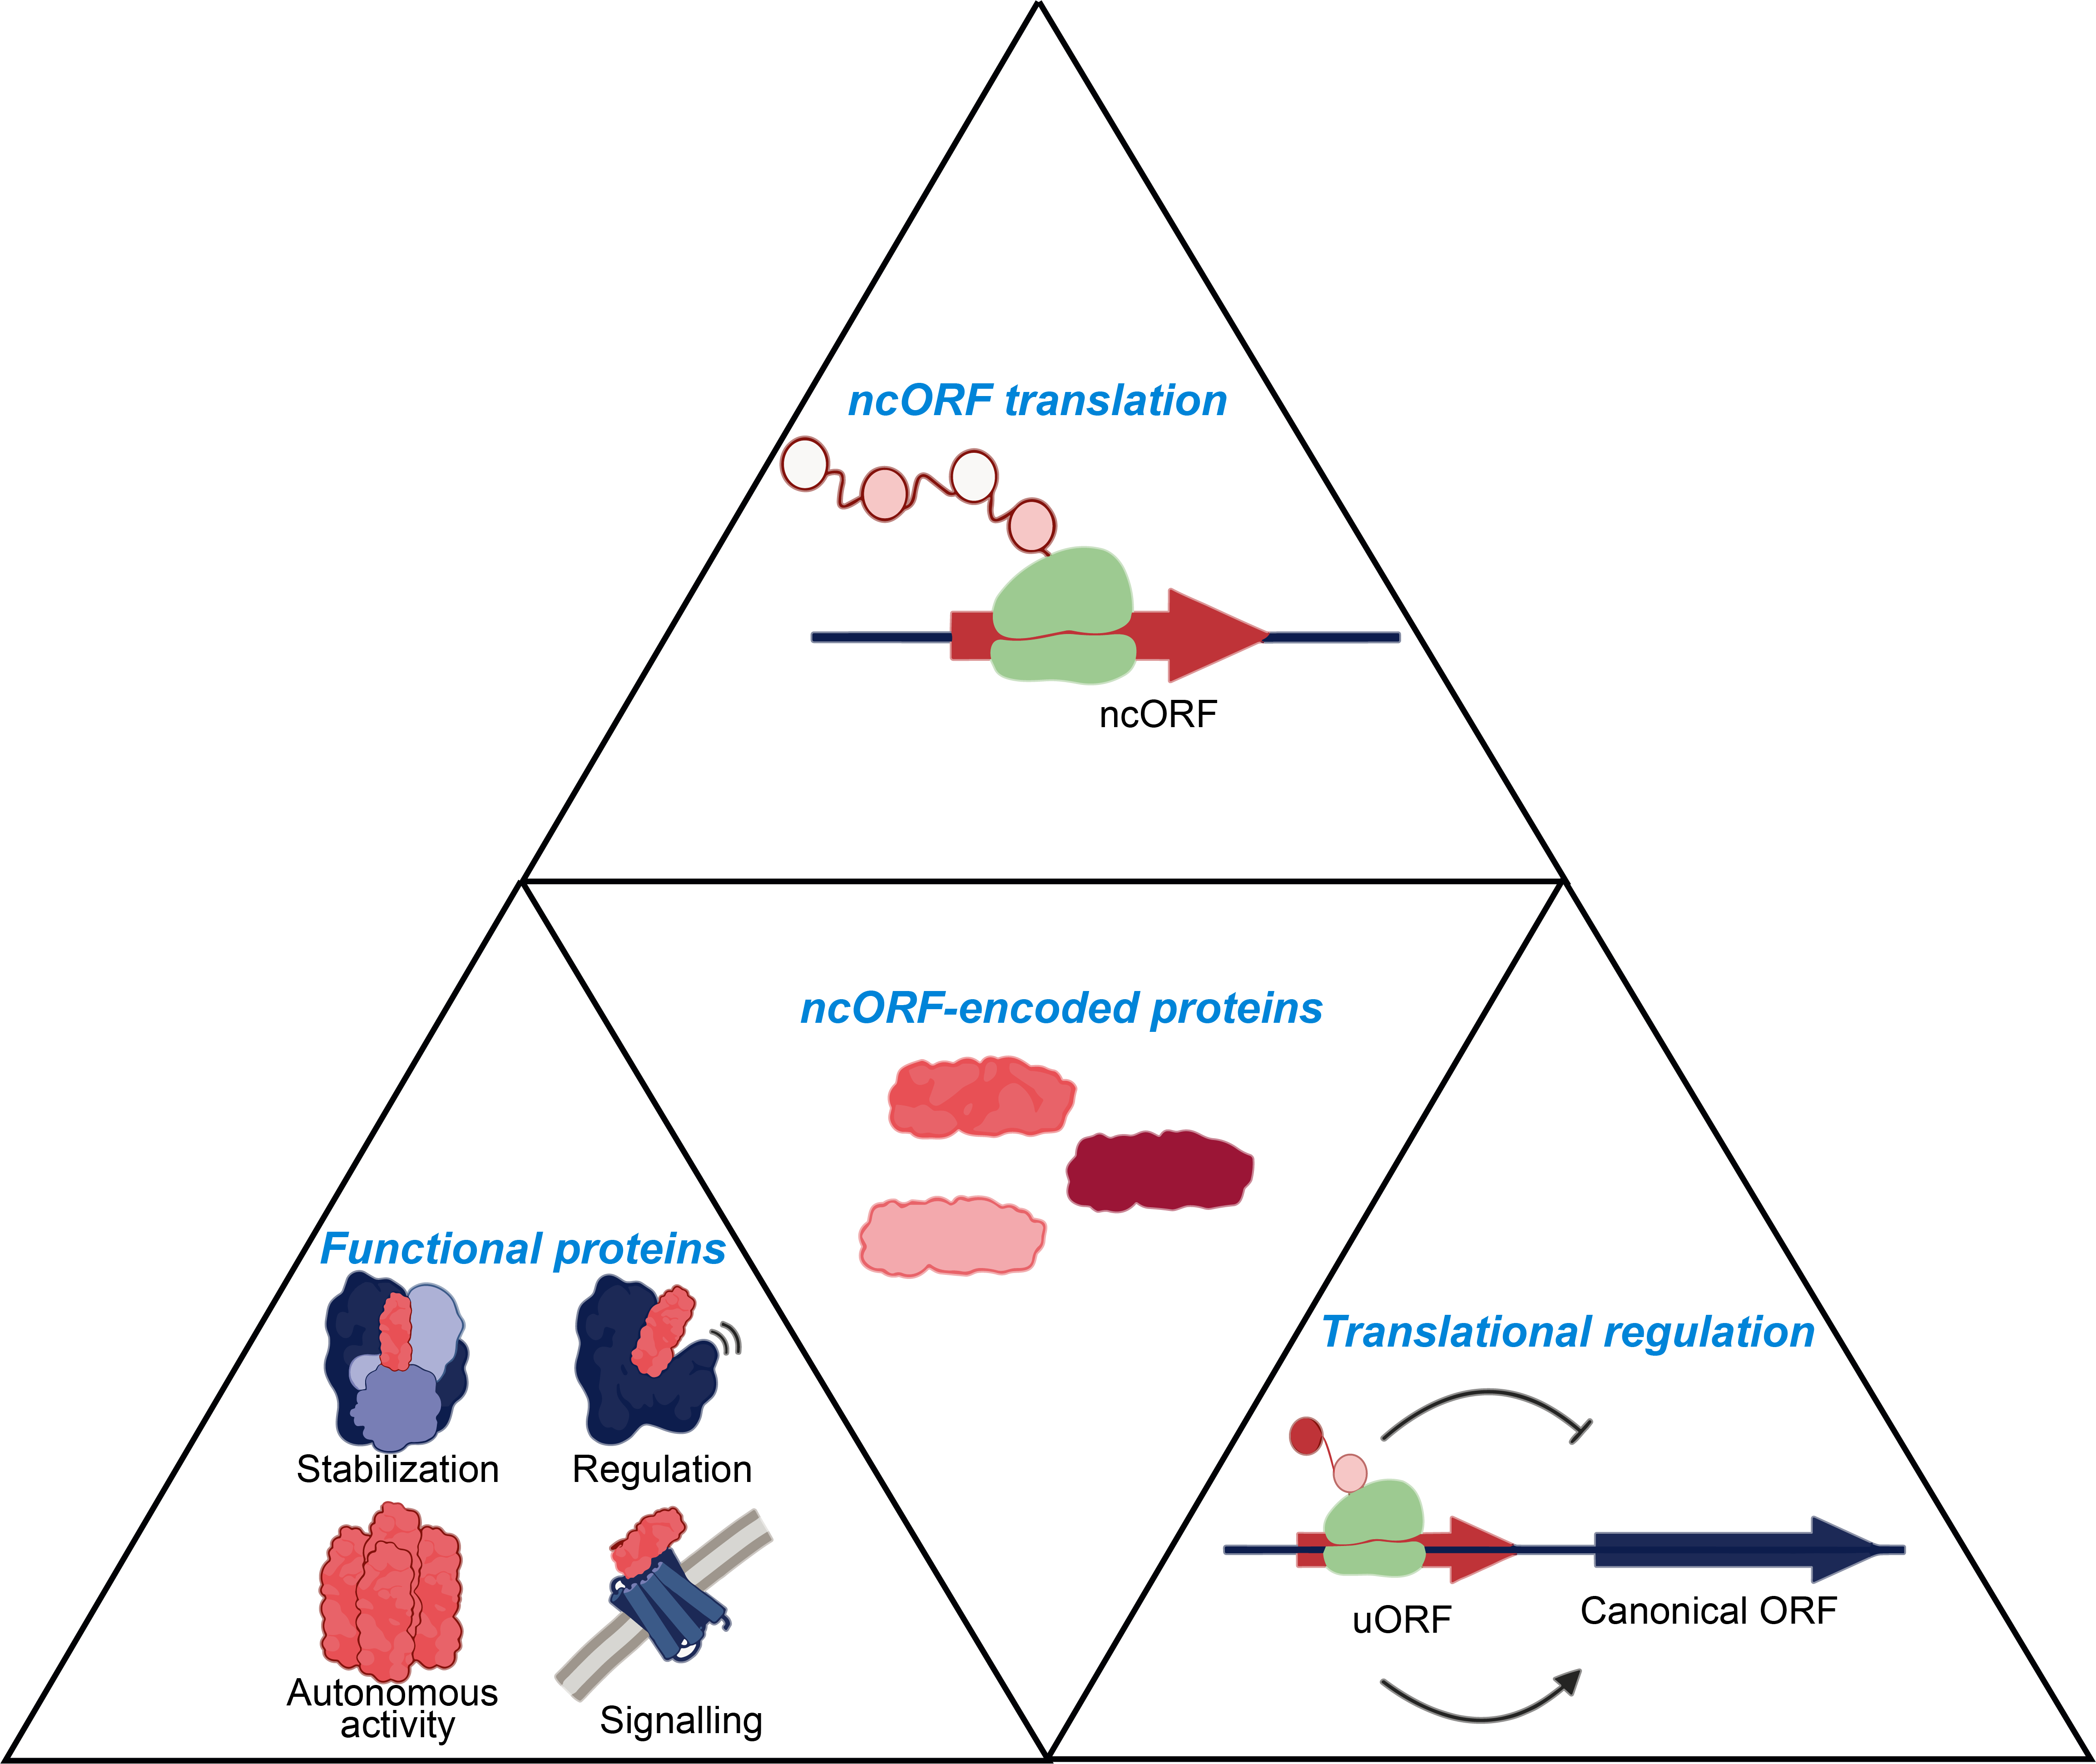 ncORF translation
ncORF
ncORF-encoded proteins
Functional proteins
Stabilization
Regulation
Autonomous
activity
Signalling
Translational regulation
uORF
Canonical ORF